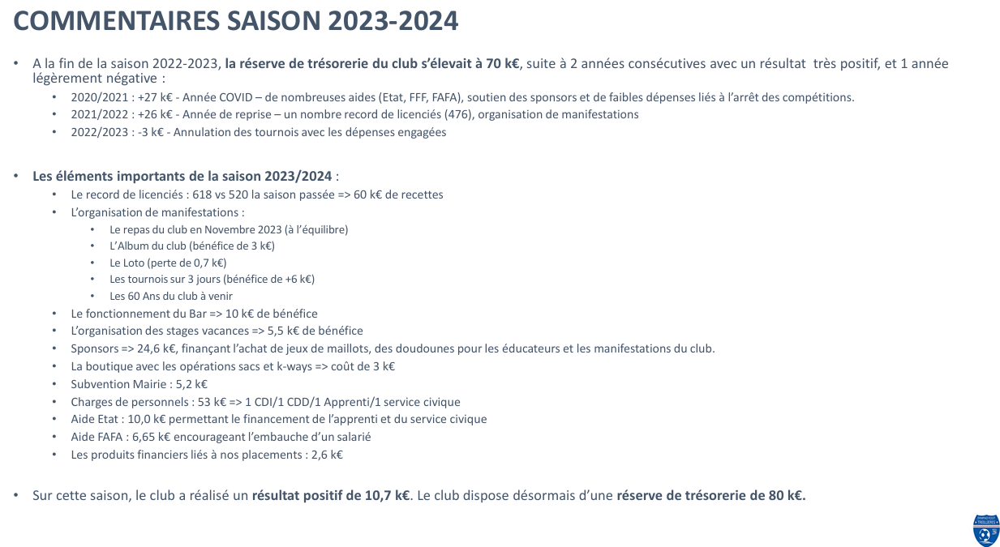 COMMENTAIRES SAISON 2023-2024
• A la fin de la saison 2022-2023, la réserve de trésorerie du club s’élevait à 70 k€, suite à 2 années consécutives avec un résultat  très positif, et 1 année
légèrement négative :
• 2020/2021 : +27 k€ - Année COVID – de nombreuses aides (Etat, FFF, FAFA), soutien des sponsors et de faibles dépenses liés à l’arrêt des compétitions.
• 2021/2022 : +26 k€ - Année de reprise – un nombre record de licenciés (476), organisation de manifestations
• 2022/2023 : -3 k€ - Annulation des tournois avec les dépenses engagées
• Les éléments importants de la saison 2023/2024 :
• Le record de licenciés : 618 vs 520 la saison passée => 60 k€ de recettes
• L’organisation de manifestations :
• Le repas du club en Novembre 2023 (à l’équilibre)
• L’Album du club (bénéfice de 3 k€)
• Le Loto (perte de 0,7 k€)
• Les tournois sur 3 jours (bénéfice de +6 k€)
• Les 60 Ans du club à venir
• Le fonctionnement du Bar => 10 k€ de bénéfice
• L’organisation des stages vacances => 5,5 k€ de bénéfice
• Sponsors => 24,6 k€, finançant l’achat de jeux de maillots, des doudounes pour les éducateurs et les manifestations du club.
• La boutique avec les opérations sacs et k-ways => coût de 3 k€
• Subvention Mairie : 5,2 k€
• Charges de personnels : 53 k€ => 1 CDI/1 CDD/1 Apprenti/1 service civique
• Aide Etat : 10,0 k€ permettant le financement de l’apprenti et du service civique
• Aide FAFA : 6,65 k€ encourageant l’embauche d’un salarié
• Les produits financiers liés à nos placements : 2,6 k€
• Sur cette saison, le club a réalisé un résultat positif de 10,7 k€. Le club dispose désormais d’une réserve de trésorerie de 80 k€.